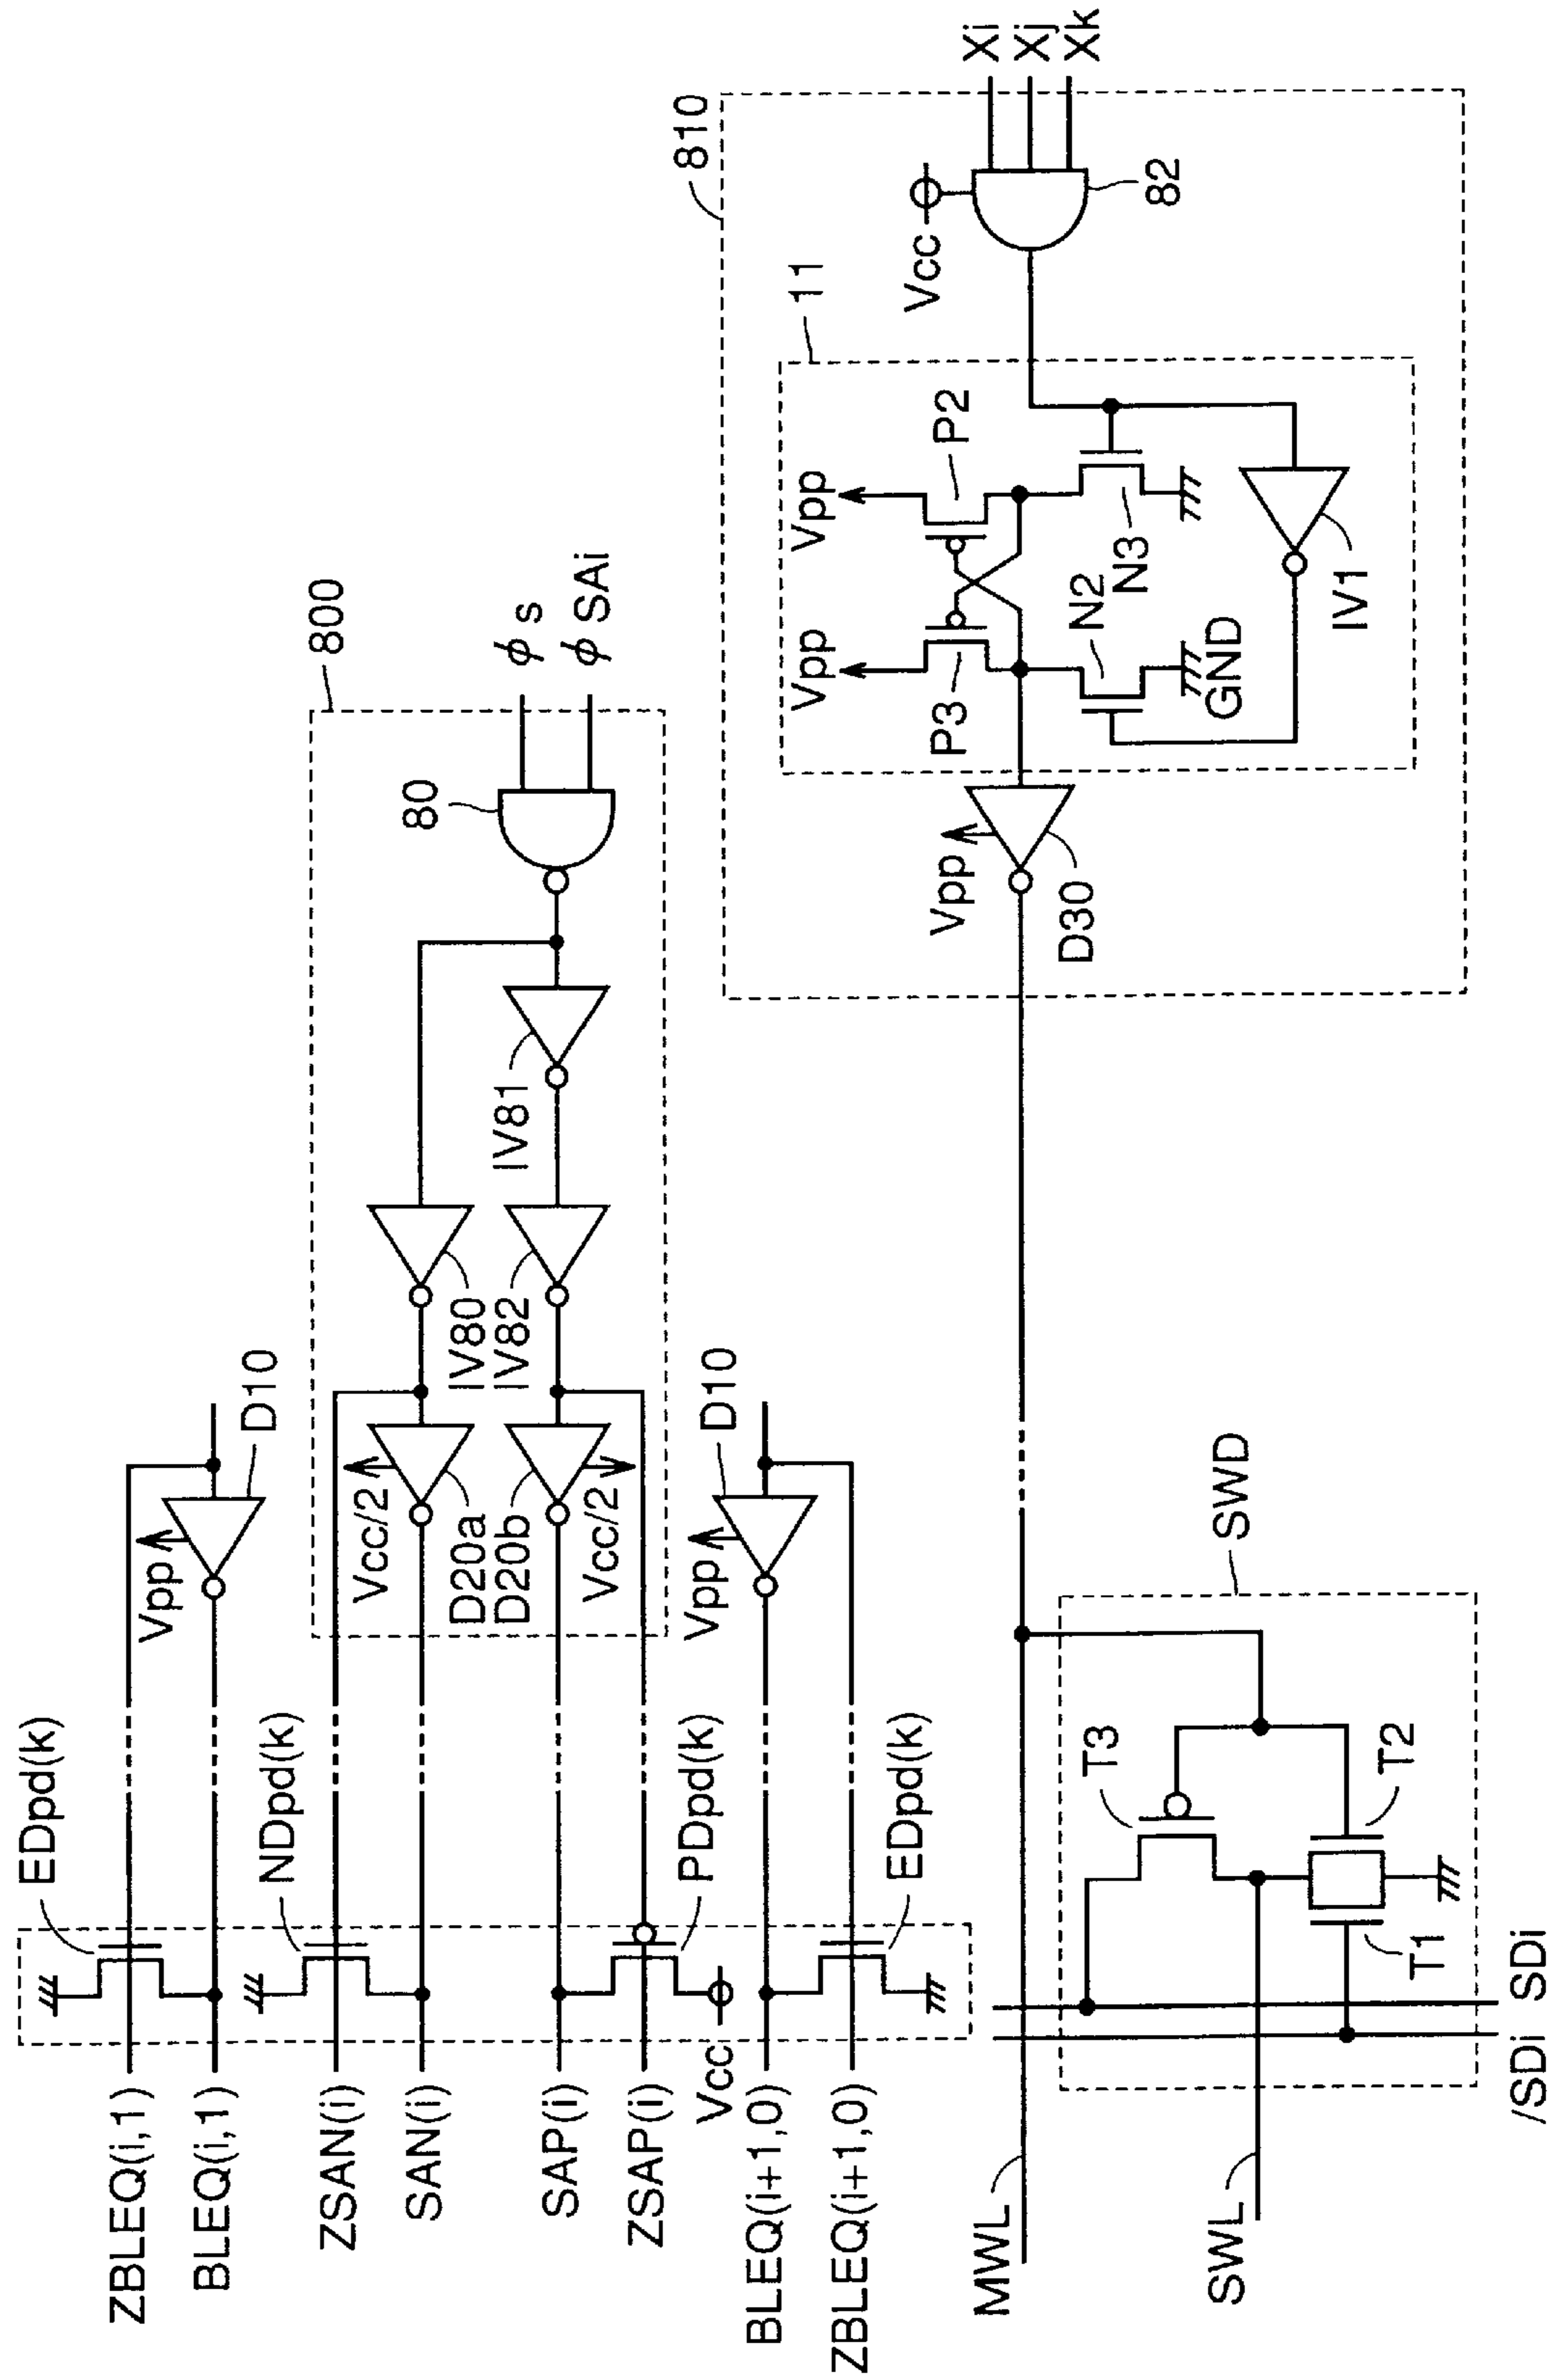 EDpd(k)
ZBLEQ(i,1)
BLEQ(i,1)
Vpp
D10
NDpd(k)
ZSAN(i)
SAN(i)
SAP(i)
ZSAP(i)
PDpd(k)
Vcc
Vcc/2
D20a
D20b
Vcc/2
IV80
IV82
IV81
80
800
ϕ s
ϕ SAi
BLEQ(i+1,0)
ZBLEQ(i+1,0)
EDpd(k)
Vpp
D10
MWL
SWL
SWD
T3
T2
T1
SDi
/SDi
Vpp
D30
810
11
Vpp
Vpp
P3
P2
N2
N3
GND
IV1
Vcc
82
Xi
Xj
Xk